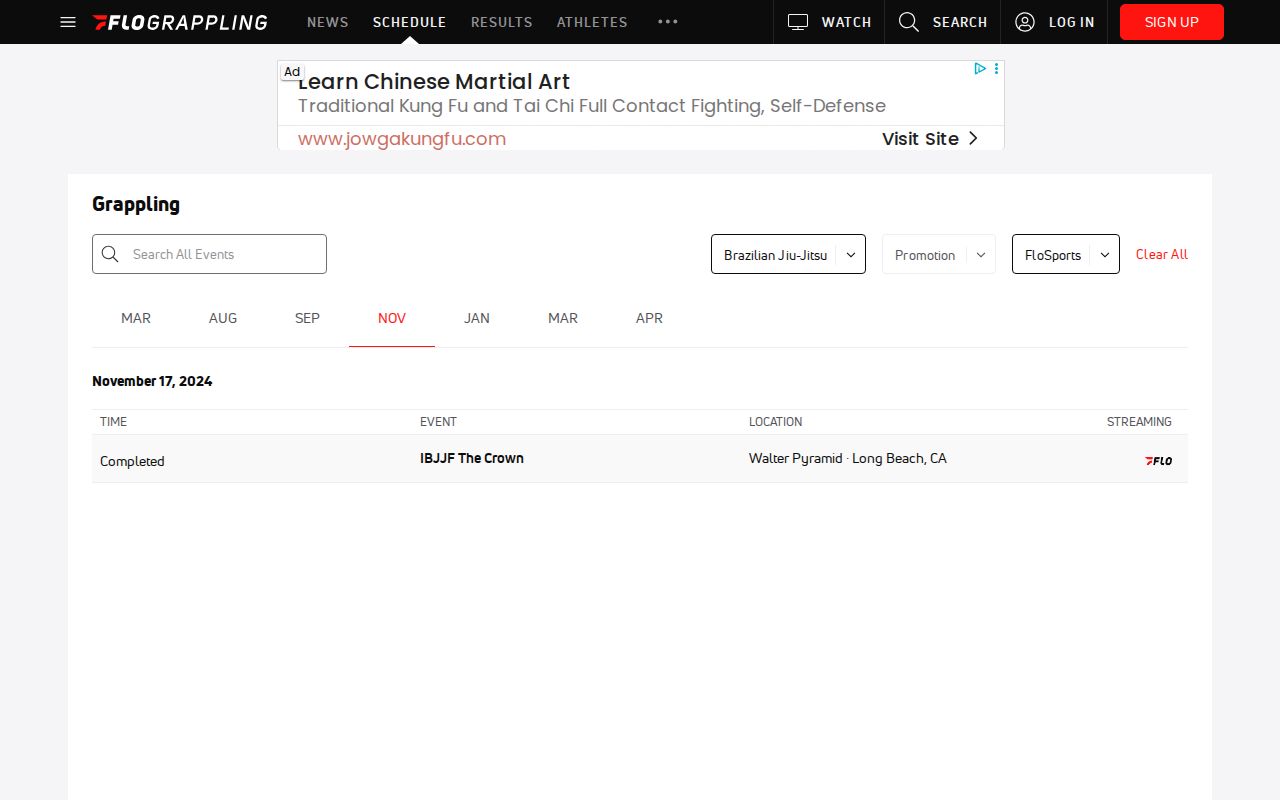 FLOGRAPPLING NEWS SCHEDULE RESULTS ATHLETES WATCH SEARCH LOG IN SIGN UP
Ad
Learn Chinese Martial Art
Traditional Kung Fu and Tai Chi Full Contact Fighting, Self-Defense
www.jowgakungfu.com Visit Site
Grappling
Search All Events Brazilian Jiu-Jitsu Promotion FloSports Clear All
MAR AUG SEP NOV JAN MAR APR
November 17, 2024
TIME EVENT LOCATION STREAMING
Completed IBJJF The Crown Walter Pyramid · Long Beach, CA FLO